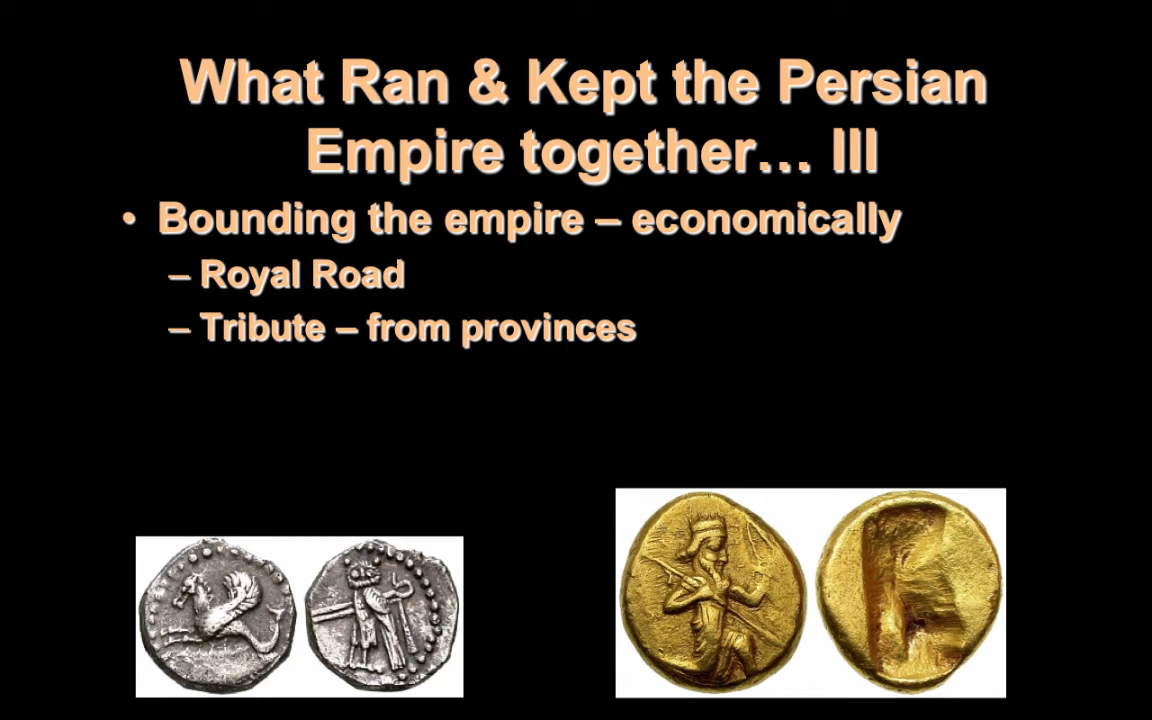 What Ran & Kept the Persian
Empire together… III
• Bounding the empire – economically
– Royal Road
– Tribute – from provinces